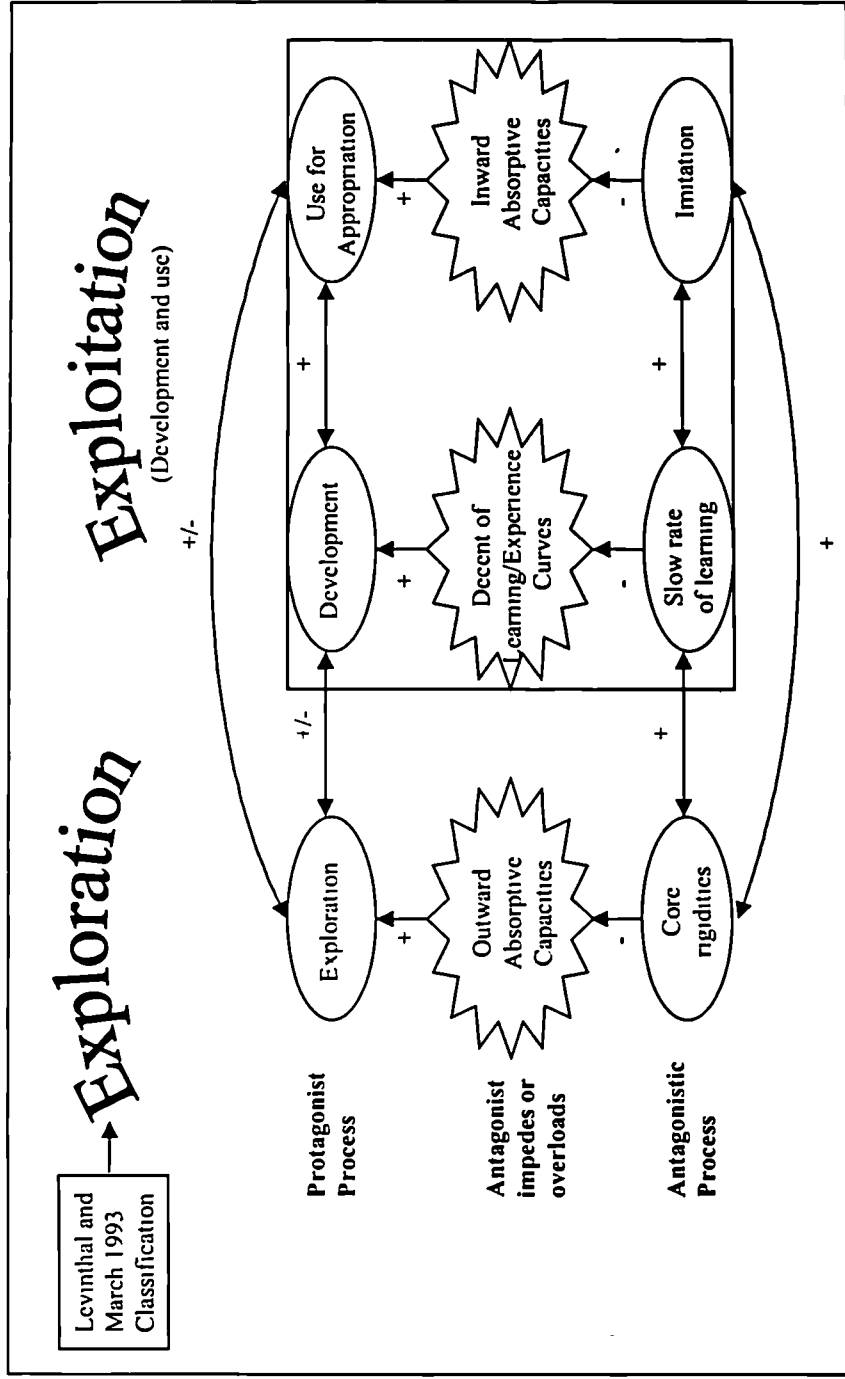 Levinthal and
March 1993
Classification
Exploration
Exploitation
(Development and use)
+/-
Protagonist
Process
Exploration
+/-
Development
+
Use for
Appropriation
+
+
+
Antagonist
impedes or
overloads
Outward
Absorptive
Capacities
Decent of
Learning/Experience
Curves
Inward
Absorptive
Capacities
-
-
-
Antagonistic
Process
Core
rigidities
+
Slow rate
of learning
+
Imitation
+